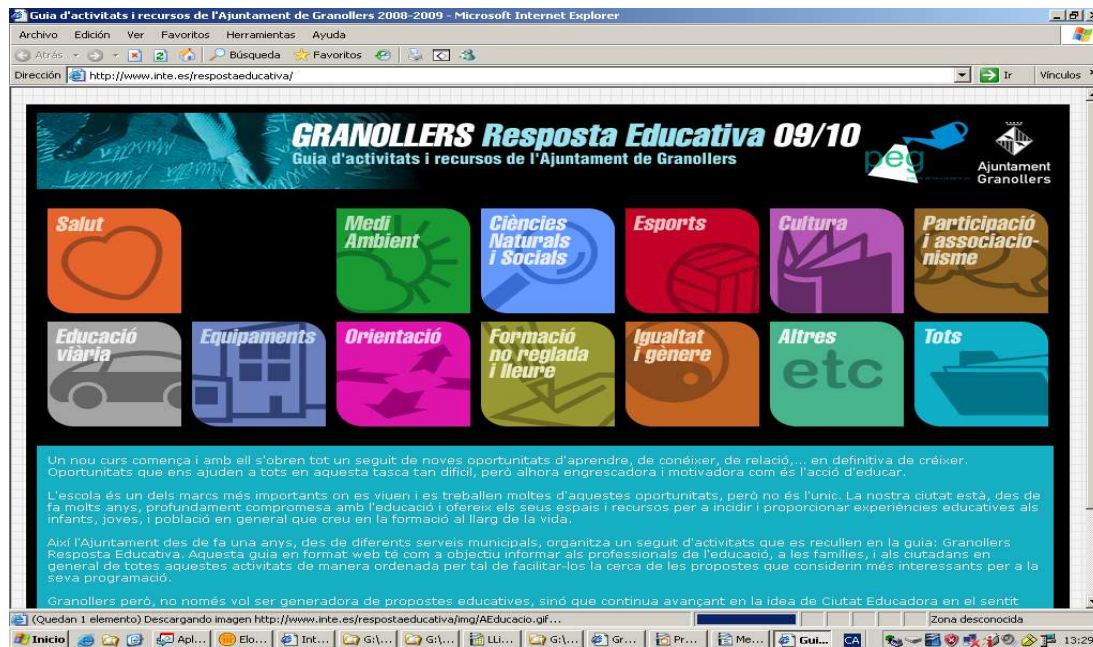 Guia d'activitats i recursos de l'Ajuntament de Granollers 2008-2009 - Microsoft Internet Explorer
Archivo Edición Ver Favoritos Herramientas Ayuda
Atrás Búsqueda Favoritos
Dirección http://www.inte.es/respostaeducativa/ Ir Vínculos
GRANOLLERS Resposta Educativa 09/10
Guia d'activitats i recursos de l'Ajuntament de Granollers
peg
Ajuntament
Granollers
Salut
Medi
Ambient
Ciències
Naturals
i Socials
Esports
Cultura
Participació
i associacio-
nisme
Educació
viària
Equipaments
Orientació
Formació
no reglada
i lleure
Igualtat
i gènere
Altres
etc
Tots
Un nou curs comença i amb ell s'obren tot un seguit de noves oportunitats d'aprendre, de conéixer, de relació,... en definitiva de créixer.
Oportunitats que ens ajuden a tots en aquesta tasca tan difícil, però alhora engrescadora i motivadora com és l'acció d'educar.
L'escola és un dels marcs més importants on es viuen i es treballen moltes d'aquestes oportunitats, però no és l'unic. La nostra ciutat està, des de
fa molts anys, profundament compromesa amb l'educació i ofereix els seus espais i recursos per a incidir i proporcionar experiències educatives als
infants, joves, i població en general que creu en la formació al llarg de la vida.
Així l'Ajuntament des de fa una anys, des de diferents serveis municipals, organitza un seguit d'activitats que es recullen en la guia: Granollers
Resposta Educativa. Aquesta guia en format web té com a objectiu informar als professionals de l'educació, a les famílies, i als ciutadans en
general de totes aquestes activitats de manera ordenada per tal de facilitar-los la cerca de les propostes que considerin més interessants per a la
seva programació.
Granollers però, no només vol ser generadora de propostes educatives, sinó que continua avançant en la idea de Ciutat Educadora en el sentit
(Quedan 1 elemento) Descargando imagen http://www.inte.es/respostaeducativa/img/AEducacio.gif... Zona desconocida
Inicio Apl... Elo... Int... G:\... G:\... LLi... G:\... Gr... Pr... Me... Gui... CA 13:29